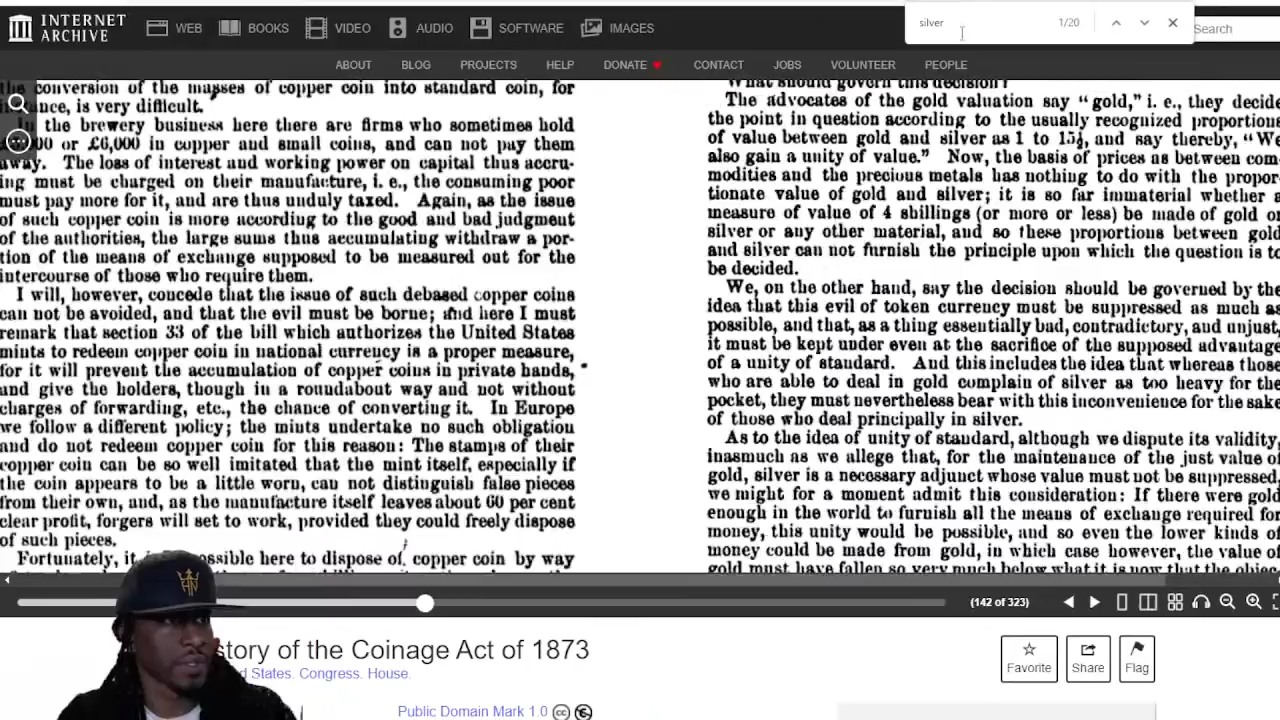 INTERNET ARCHIVE
WEB
BOOKS
VIDEO
AUDIO
SOFTWARE
IMAGES
silver
1/20
Search
ABOUT
BLOG
PROJECTS
HELP
DONATE
CONTACT
JOBS
VOLUNTEER
PEOPLE
the conversion of the masses of copper coin into standard coin, for
is very difficult.
In the brewery business here there are firms who sometimes hold
or £6,000 in copper and small coins, and can not pay them
away. The loss of interest and working power on capital thus accru-
ing must be charged on their manufacture, i. e., the consuming poor
must pay more for it, and are thus unduly taxed. Again, as the issue
of such copper coin is more according to the good and bad judgment
of the authorities, the large sums thus accumulating withdraw a por-
tion of the means of exchange supposed to be measured out for the
intercourse of those who require them.
I will, however, concede that the issue of such debased copper coins
can not be avoided, and that the evil must be borne; and here I must
remark that section 33 of the bill which authorizes the United States
mints to redeem copper coin in national currency is a proper measure,
for it will prevent the accumulation of copper coins in private hands,
and give the holders, though in a roundabout way and not without
charges of forwarding, etc., the chance of converting it. In Europe
we follow a different policy; the mints undertake no such obligation
and do not redeem copper coin for this reason: The stamps of their
copper coin can be so well imitated that the mint itself, especially if
the coin appears to be a little worn, can not distinguish false pieces
from their own, and, as the manufacture itself leaves about 60 per cent
clear profit, forgers will set to work, provided they could freely dispose
of such pieces.
Fortunately, it possible here to dispose of copper coin by way
What should govern this decision?
The advocates of the gold valuation say "gold," i. e., they decide
the point in question according to the usually recognized proportions
of value between gold and silver as 1 to 15½, and say thereby, "We
also gain a unity of value." Now, the basis of prices as between com-
modities and the precious metals has nothing to do with the propor-
tionate value of gold and silver; it is so far immaterial whether a
measure of value of 4 shillings (or more or less) be made of gold or
silver or any other material, and so these proportions between gold
and silver can not furnish the principle upon which the question is to
be decided.
We, on the other hand, say the decision should be governed by the
idea that this evil of token currency must be suppressed as much as
possible, and that, as a thing essentially bad, contradictory, and unjust,
it must be kept under even at the sacrifice of the supposed advantage
of a unity of standard. And this includes the idea that whereas those
who are able to deal in gold complain of silver as too heavy for the
pocket, they must nevertheless bear with this inconvenience for the sake
of those who deal principally in silver.
As to the idea of unity of standard, although we dispute its validity,
inasmuch as we allege that, for the maintenance of the just value of
gold, silver is a necessary adjunct whose value must not be suppressed,
we might for a moment admit this consideration: If there were gold
enough in the world to furnish all the means of exchange required for
money, this unity would be possible, and so even the lower kinds of
money could be made from gold, in which case however, the value of
gold must have fallen so very much below what it is now that the objec
(142 of 323)
story of the Coinage Act of 1873
d States. Congress. House.
Favorite
Share
Flag
Public Domain Mark 1.0